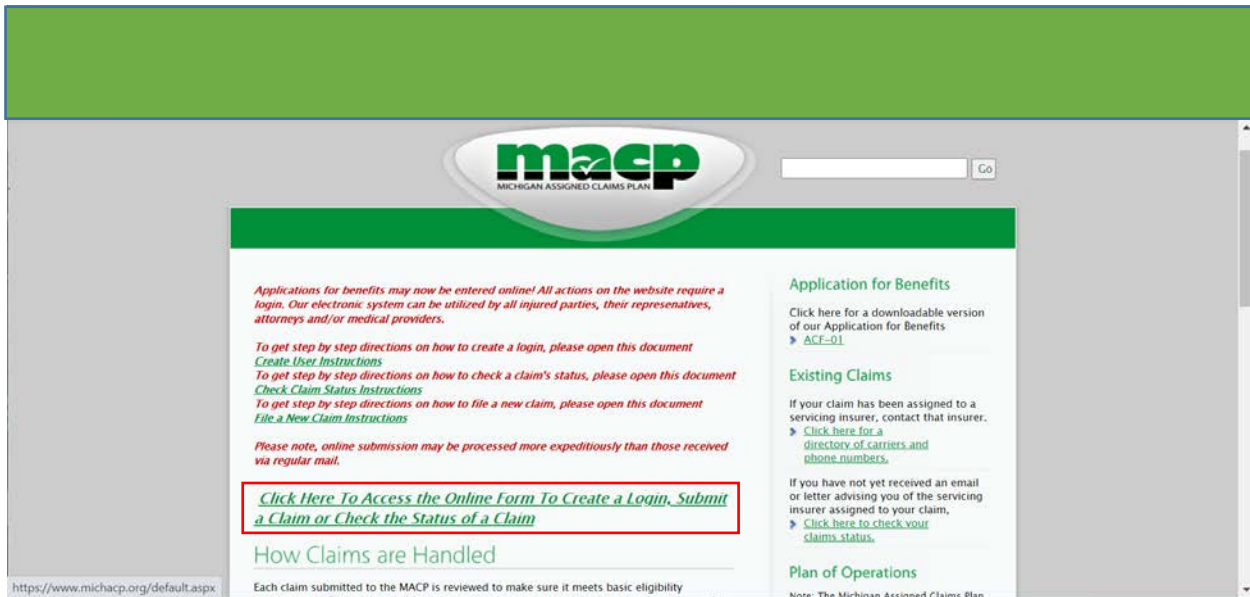 macp
MICHIGAN ASSIGNED CLAIMS PLAN
Go
Applications for benefits may now be entered online! All actions on the website require a
login. Our electronic system can be utilized by all injured parties, their represenatives,
attorneys and/or medical providers.
To get step by step directions on how to create a login, please open this document
Create User Instructions
To get step by step directions on how to check a claim's status, please open this document
Check Claim Status Instructions
To get step by step directions on how to file a new claim, please open this document
File a New Claim Instructions
Please note, online submission may be processed more expeditiously than those received
via regular mail.
Click Here To Access the Online Form To Create a Login, Submit
a Claim or Check the Status of a Claim
How Claims are Handled
Each claim submitted to the MACP is reviewed to make sure it meets basic eligibility
Application for Benefits
Click here for a downloadable version
of our Application for Benefits
ACF-01
Existing Claims
If your claim has been assigned to a
servicing insurer, contact that insurer.
Click here for a
directory of carriers and
phone numbers.
If you have not yet received an email
or letter advising you of the servicing
insurer assigned to your claim,
Click here to check your
claims status.
Plan of Operations
Note: The Michigan Assigned Claims Plan
https://www.michacp.org/default.aspx